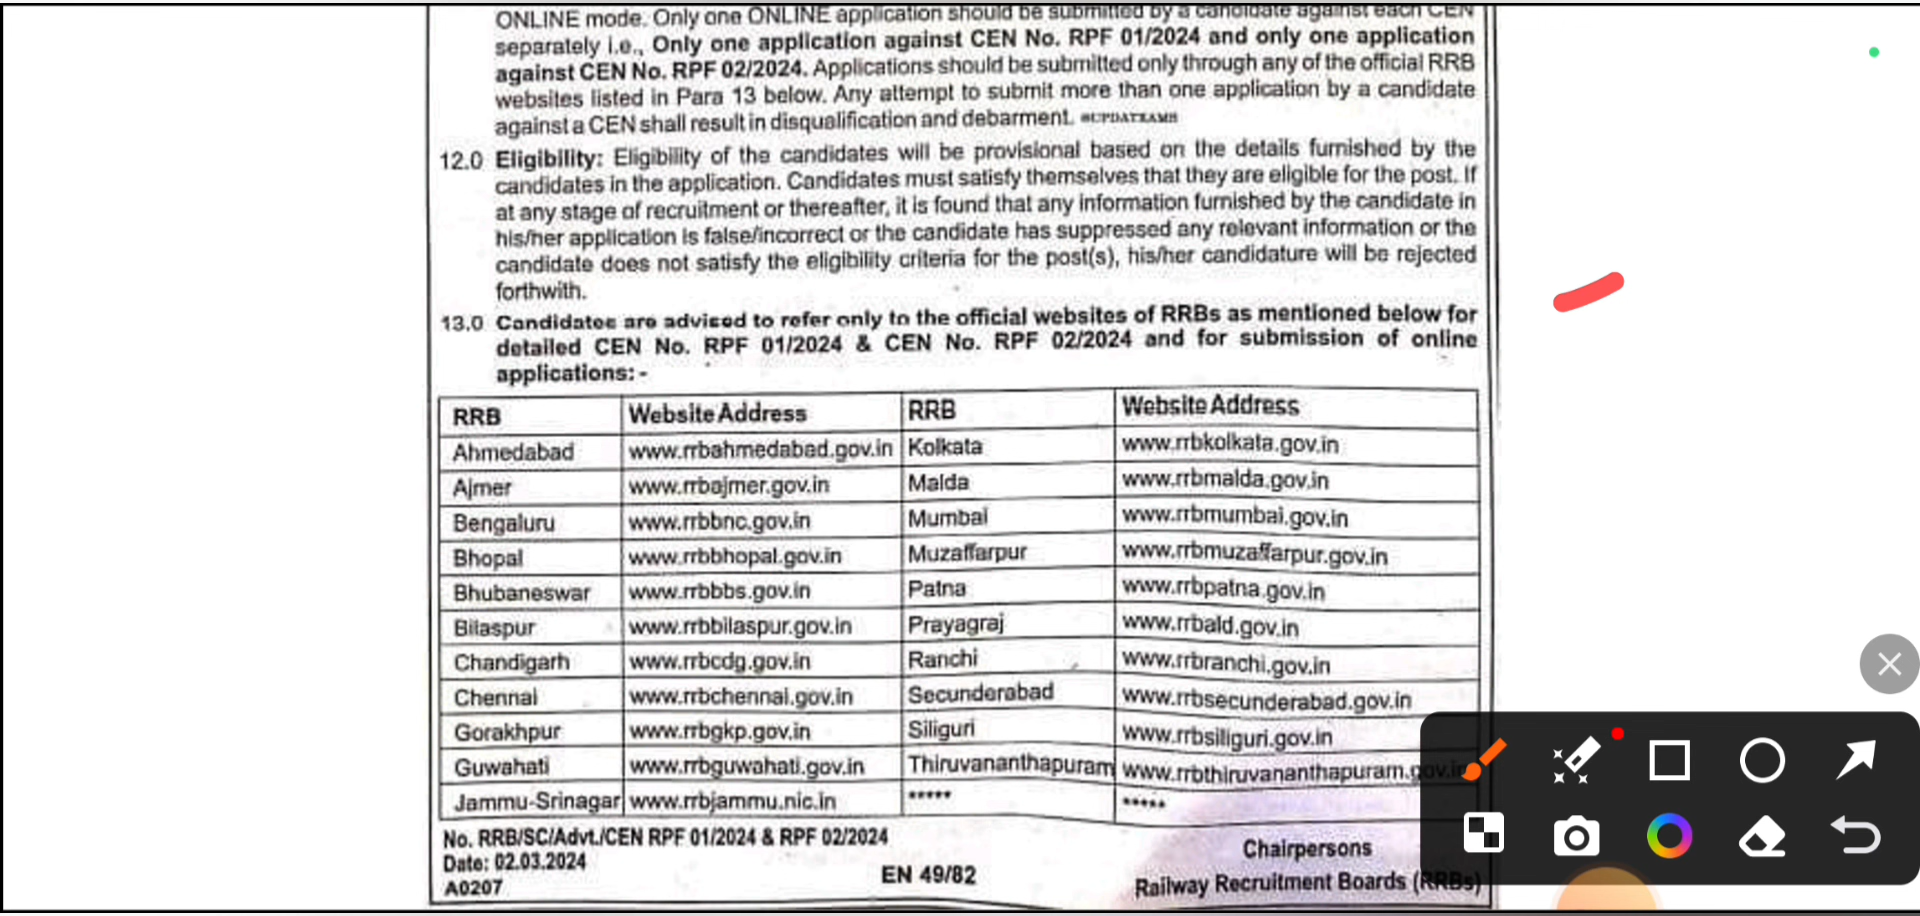 ONLINE mode. Only one ONLINE application should be submitted by a candidate against each CEN
separately i.e., Only one application against CEN No. RPF 01/2024 and only one application
against CEN No. RPF 02/2024. Applications should be submitted only through any of the official RRB
websites listed in Para 13 below. Any attempt to submit more than one application by a candidate
against a CEN shall result in disqualification and debarment.
12.0 Eligibility: Eligibility of the candidates will be provisional based on the details furnished by the
candidates in the application. Candidates must satisfy themselves that they are eligible for the post. If
at any stage of recruitment or thereafter, it is found that any information furnished by the candidate in
his/her application is false/incorrect or the candidate has suppressed any relevant information or the
candidate does not satisfy the eligibility criteria for the post(s), his/her candidature will be rejected
forthwith.
13.0 Candidates are advised to refer only to the official websites of RRBs as mentioned below for
detailed CEN No. RPF 01/2024 & CEN No. RPF 02/2024 and for submission of online
applications: -
RRB Website Address RRB Website Address
Ahmedabad www.rrbahmedabad.gov.in Kolkata www.rrbkolkata.gov.in
Ajmer www.rrbajmer.gov.in Malda www.rrbmalda.gov.in
Bengaluru www.rrbbnc.gov.in Mumbai www.rrbmumbai.gov.in
Bhopal www.rrbbhopal.gov.in Muzaffarpur www.rrbmuzaffarpur.gov.in
Bhubaneswar www.rrbbbs.gov.in Patna www.rrbpatna.gov.in
Bilaspur www.rrbbilaspur.gov.in Prayagraj www.rrbald.gov.in
Chandigarh www.rrbcdg.gov.in Ranchi www.rrbranchi.gov.in
Chennai www.rrbchennai.gov.in Secunderabad www.rrbsecunderabad.gov.in
Gorakhpur www.rrbgkp.gov.in Siliguri www.rrbsiliguri.gov.in
Guwahati www.rrbguwahati.gov.in Thiruvananthapuram www.rrbthiruvananthapuram.gov.in
Jammu-Srinagar www.rrbjammu.nic.in ***** *****
No. RRB/SC/Advt./CEN RPF 01/2024 & RPF 02/2024
Date: 02.03.2024
A0207
EN 49/82
Chairpersons
Railway Recruitment Boards (RRBs)